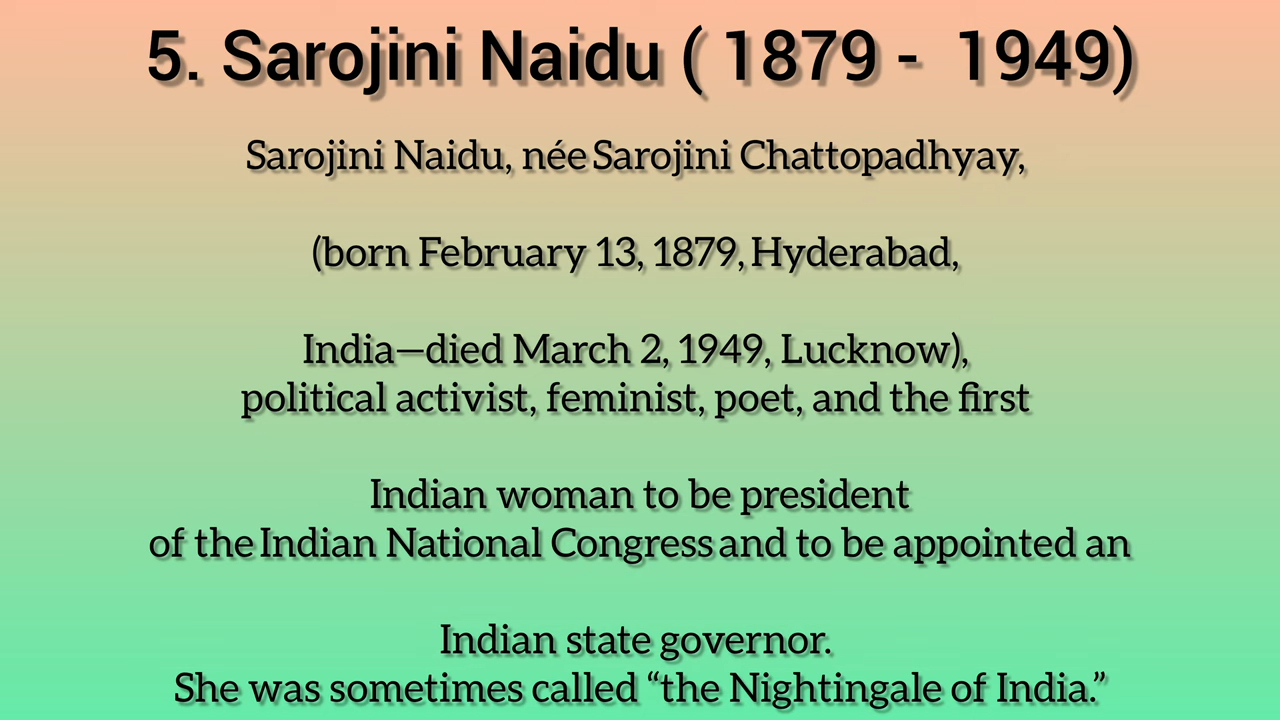 5. Sarojini Naidu ( 1879 -  1949)
Sarojini Naidu, née Sarojini Chattopadhyay,
(born February 13, 1879, Hyderabad,
India—died March 2, 1949, Lucknow),
political activist, feminist, poet, and the first
Indian woman to be president
of the Indian National Congress and to be appointed an
Indian state governor.
She was sometimes called “the Nightingale of India.”